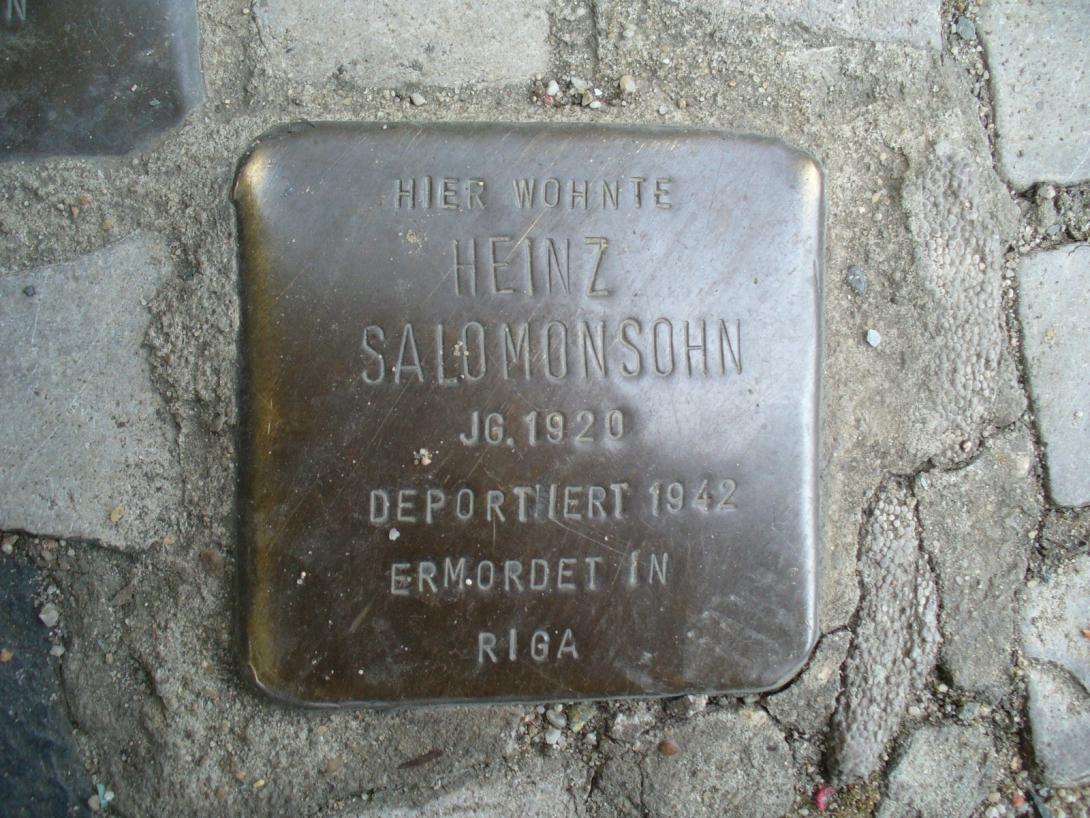 N
HIER WOHNTE
HEINZ
SALOMONSOHN
JG. 1920
DEPORTIERT 1942
ERMORDET IN
RIGA